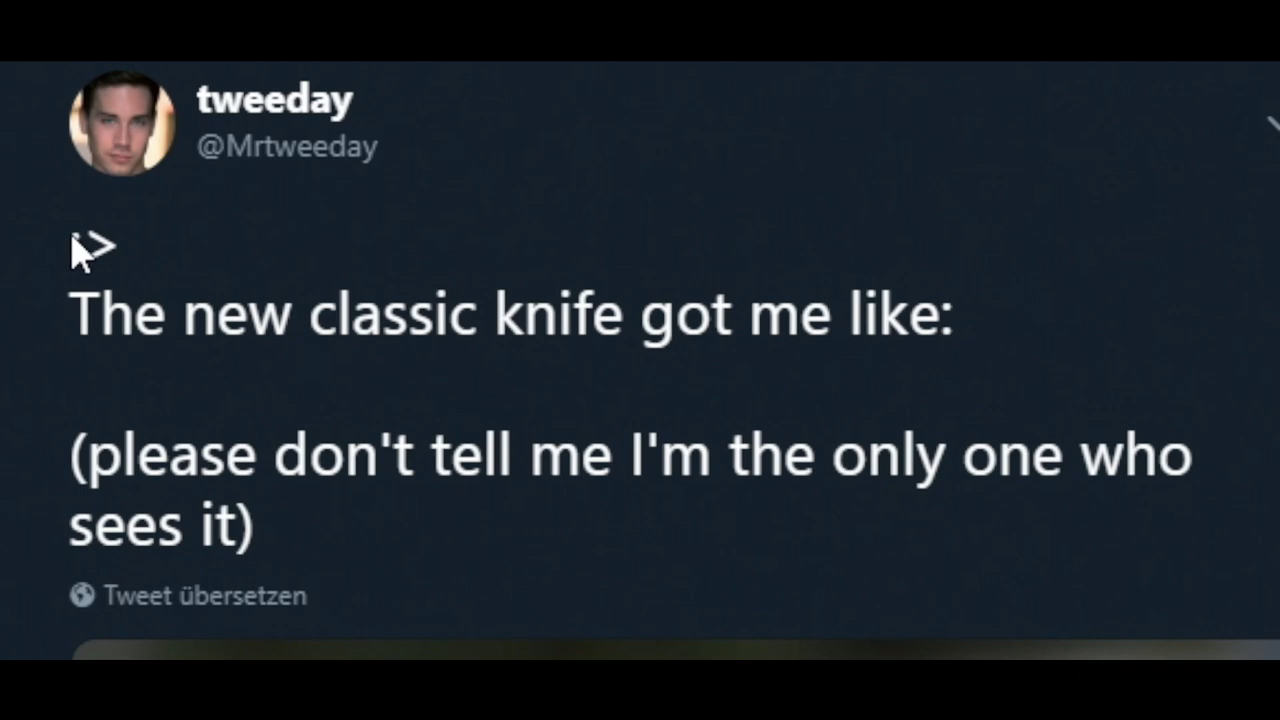 tweeday
@Mrtweeday
>
The new classic knife got me like:
(please don't tell me I'm the only one who
sees it)
Tweet übersetzen